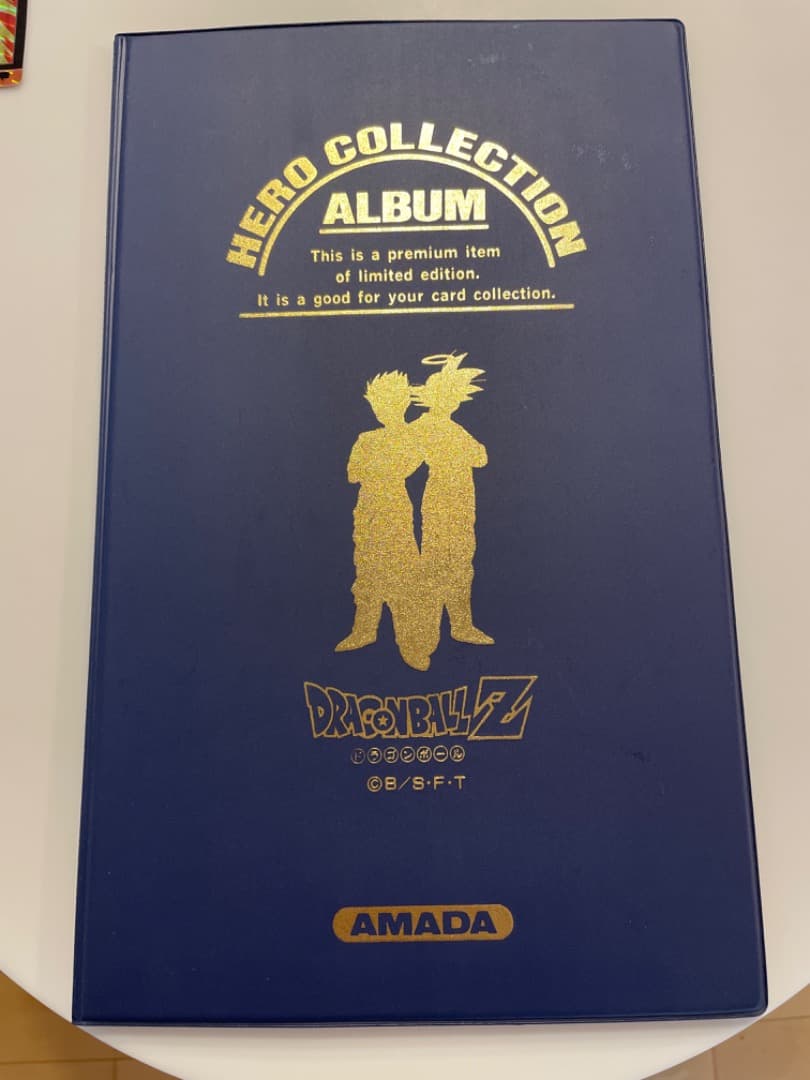 HERO COLLECTION
ALBUM
This is a premium item
of limited edition.
It is a good for your card collection.
DRAGONBALL Z
ドラゴンボール
©B/S·F·T
AMADA